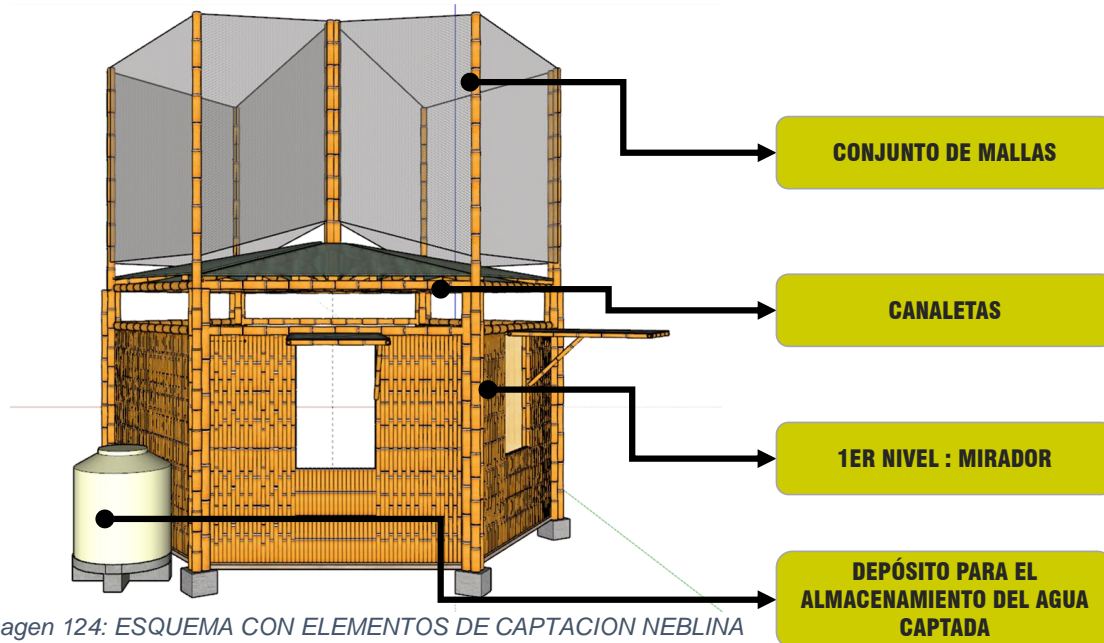 CONJUNTO DE MALLAS
CANALETAS
1ER NIVEL : MIRADOR
DEPÓSITO PARA EL
ALMACENAMIENTO DEL AGUA
CAPTADA
agen 124: ESQUEMA CON ELEMENTOS DE CAPTACION NEBLINA